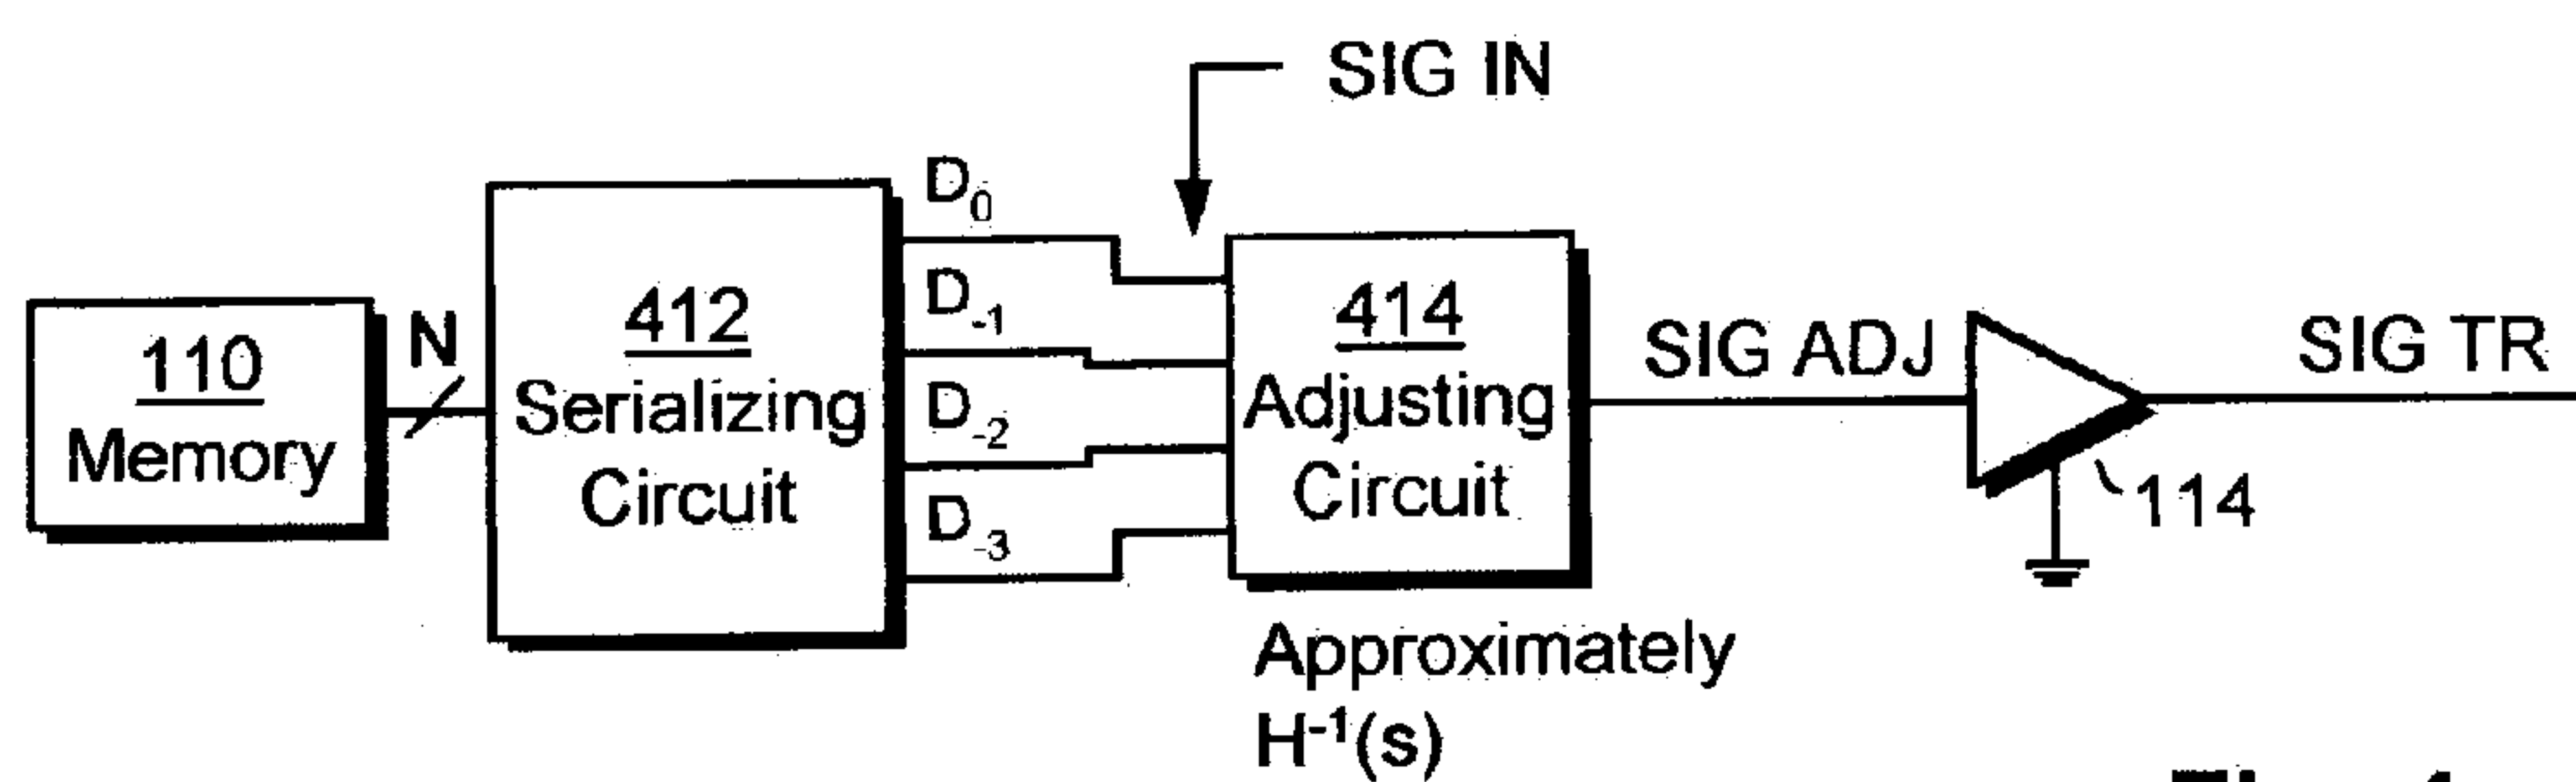 SIG IN
D₀
D₋₁
D₋₂
D₋₃
110
Memory
N
412
Serializing
Circuit
414
Adjusting
Circuit
SIG ADJ
SIG TR
114
Approximately
H⁻¹(s)